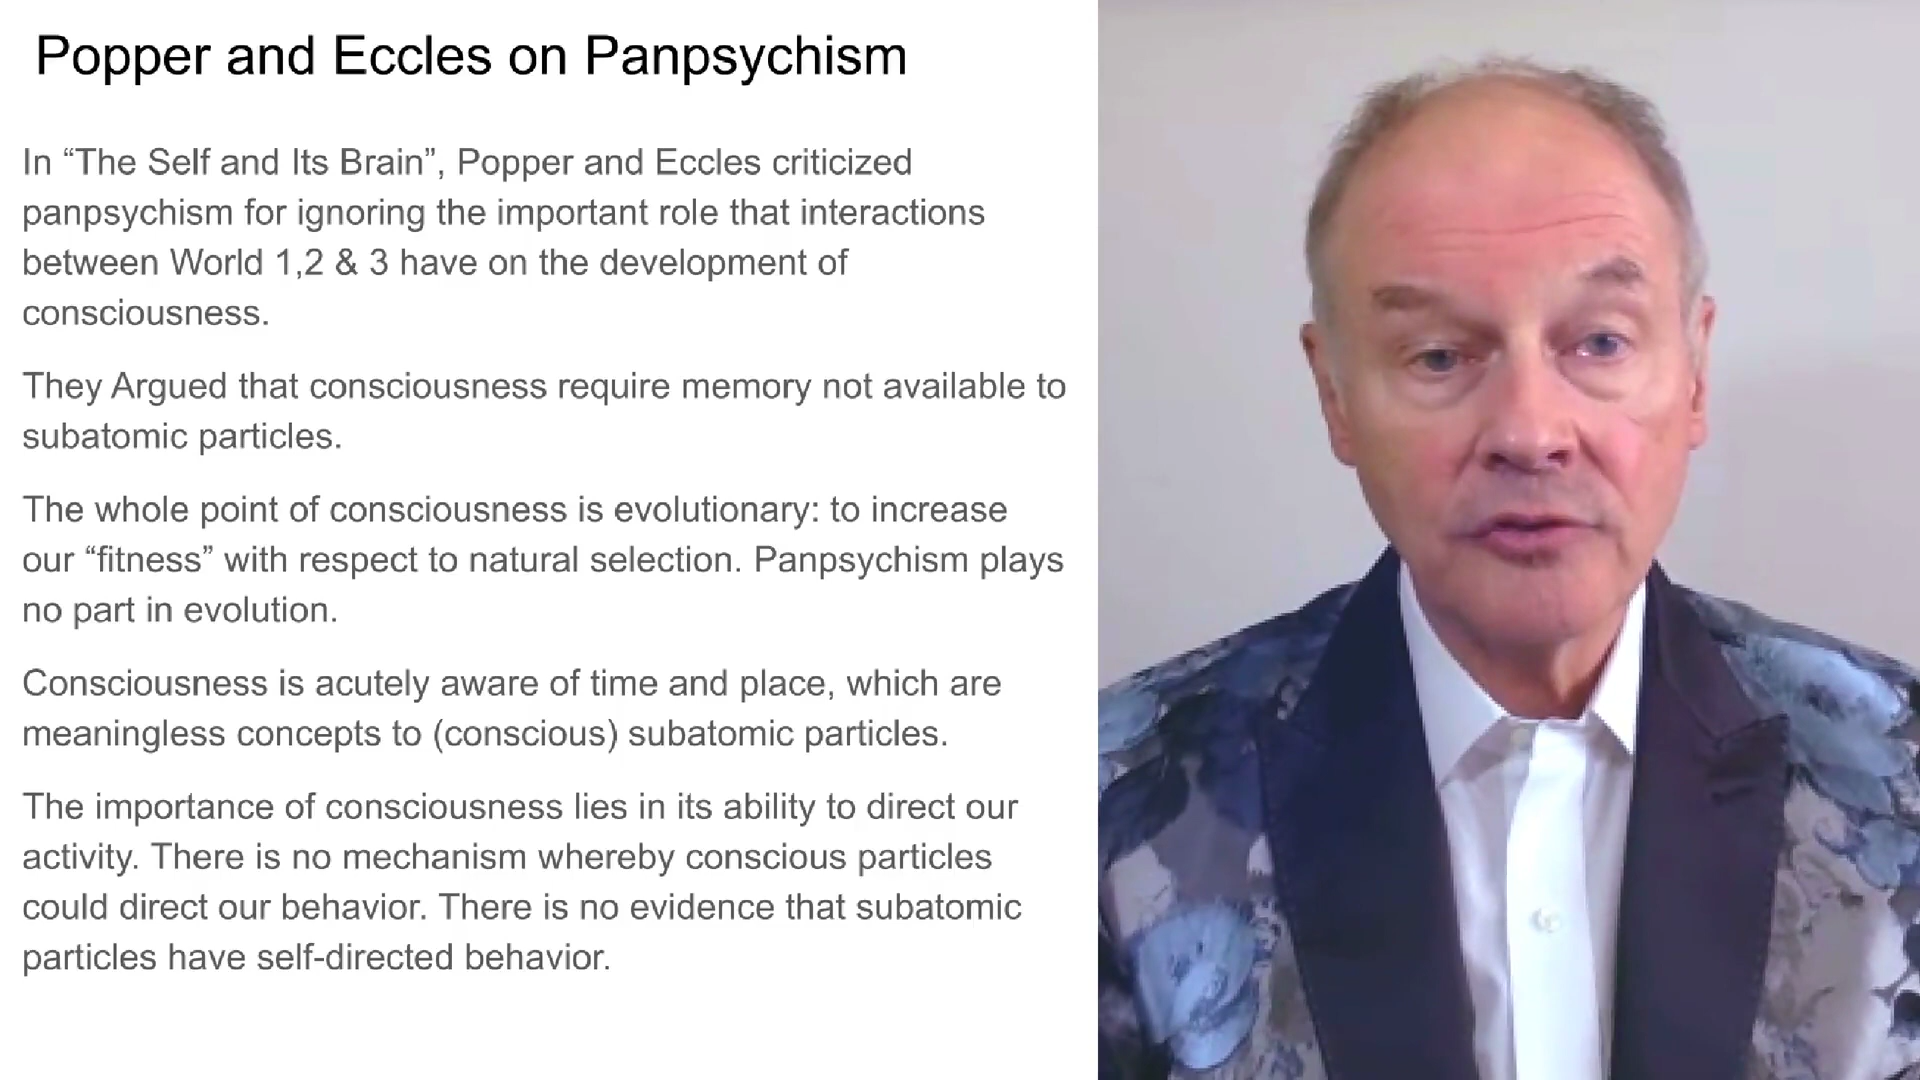 Popper and Eccles on Panpsychism
In “The Self and Its Brain”, Popper and Eccles criticized
panpsychism for ignoring the important role that interactions
between World 1,2 & 3 have on the development of
consciousness.
They Argued that consciousness require memory not available to
subatomic particles.
The whole point of consciousness is evolutionary: to increase
our “fitness” with respect to natural selection. Panpsychism plays
no part in evolution.
Consciousness is acutely aware of time and place, which are
meaningless concepts to (conscious) subatomic particles.
The importance of consciousness lies in its ability to direct our
activity. There is no mechanism whereby conscious particles
could direct our behavior. There is no evidence that subatomic
particles have self-directed behavior.